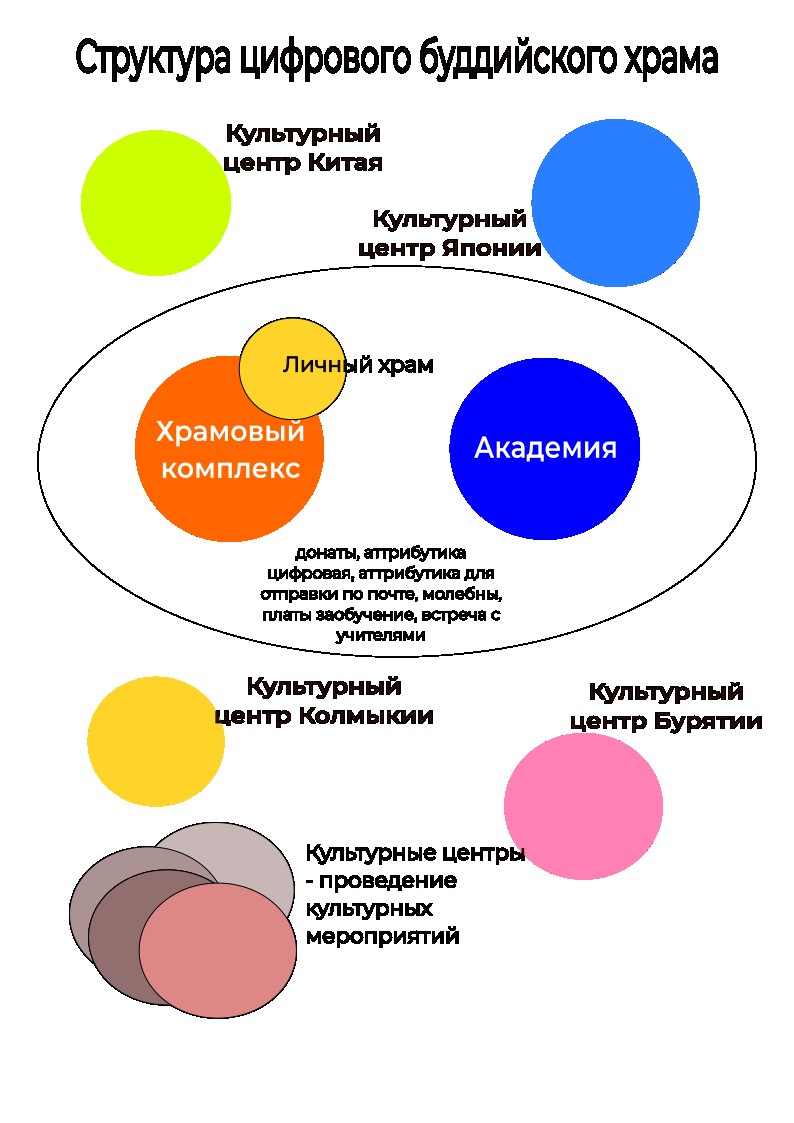 Структура цифрового буддийского храма
Культурный
центр Китая
Культурный
центр Японии
Личный храм
Храмовый
комплекс
Академия
донаты, аттрибутика
цифровая, аттрибутика для
отправки по почте, молебны,
платы заобучение, встреча с
учителями
Культурный
центр Колмыкии
Культурный
центр Бурятии
Культурные центры
- проведение
культурных
мероприятий